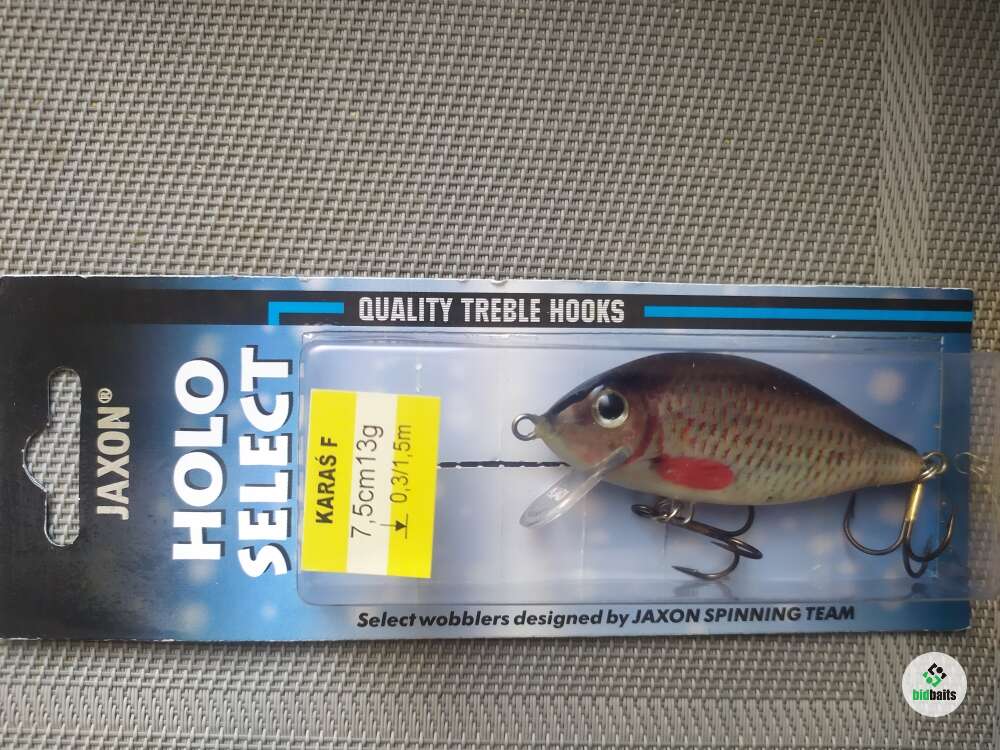 QUALITY TREBLE HOOKS
JAXON®
HOLO
SELECT
KARAŚ F
7,5cm13g
0,3/1,5m
Select wobblers designed by JAXON SPINNING TEAM
bidbaits